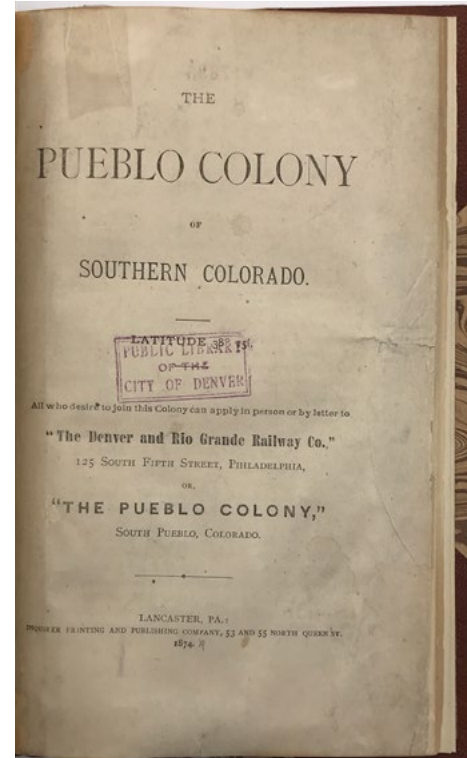 THE
PUEBLO COLONY
OF
SOUTHERN COLORADO.
LATITUDE 38°
PUBLIC LIBRARY
OF THE
CITY OF DENVER
All who desire to join this Colony can apply in person or by letter to
"The Denver and Rio Grande Railway Co.,"
125 South Fifth Street, Philadelphia,
OR,
"THE PUEBLO COLONY,"
South Pueblo, Colorado.
LANCASTER, PA.:
INQUIRER PRINTING AND PUBLISHING COMPANY, 53 AND 55 NORTH QUEEN ST.
1874.